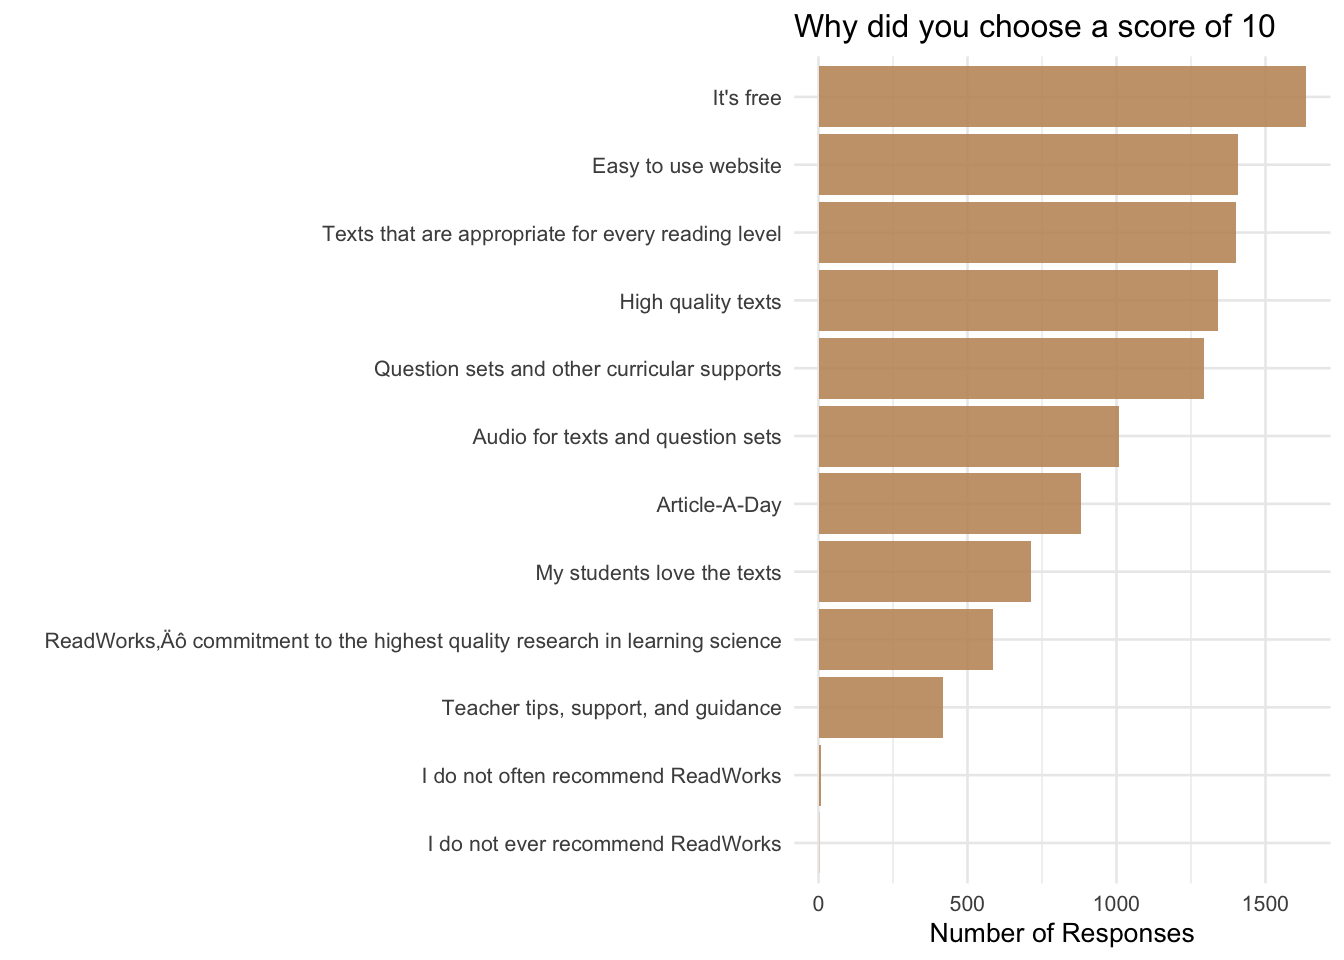 Why did you choose a score of 10
It's free
Easy to use website
Texts that are appropriate for every reading level
High quality texts
Question sets and other curricular supports
Audio for texts and question sets
Article-A-Day
My students love the texts
ReadWorks‚Äô commitment to the highest quality research in learning science
Teacher tips, support, and guidance
I do not often recommend ReadWorks
I do not ever recommend ReadWorks
0 500 1000 1500
Number of Responses